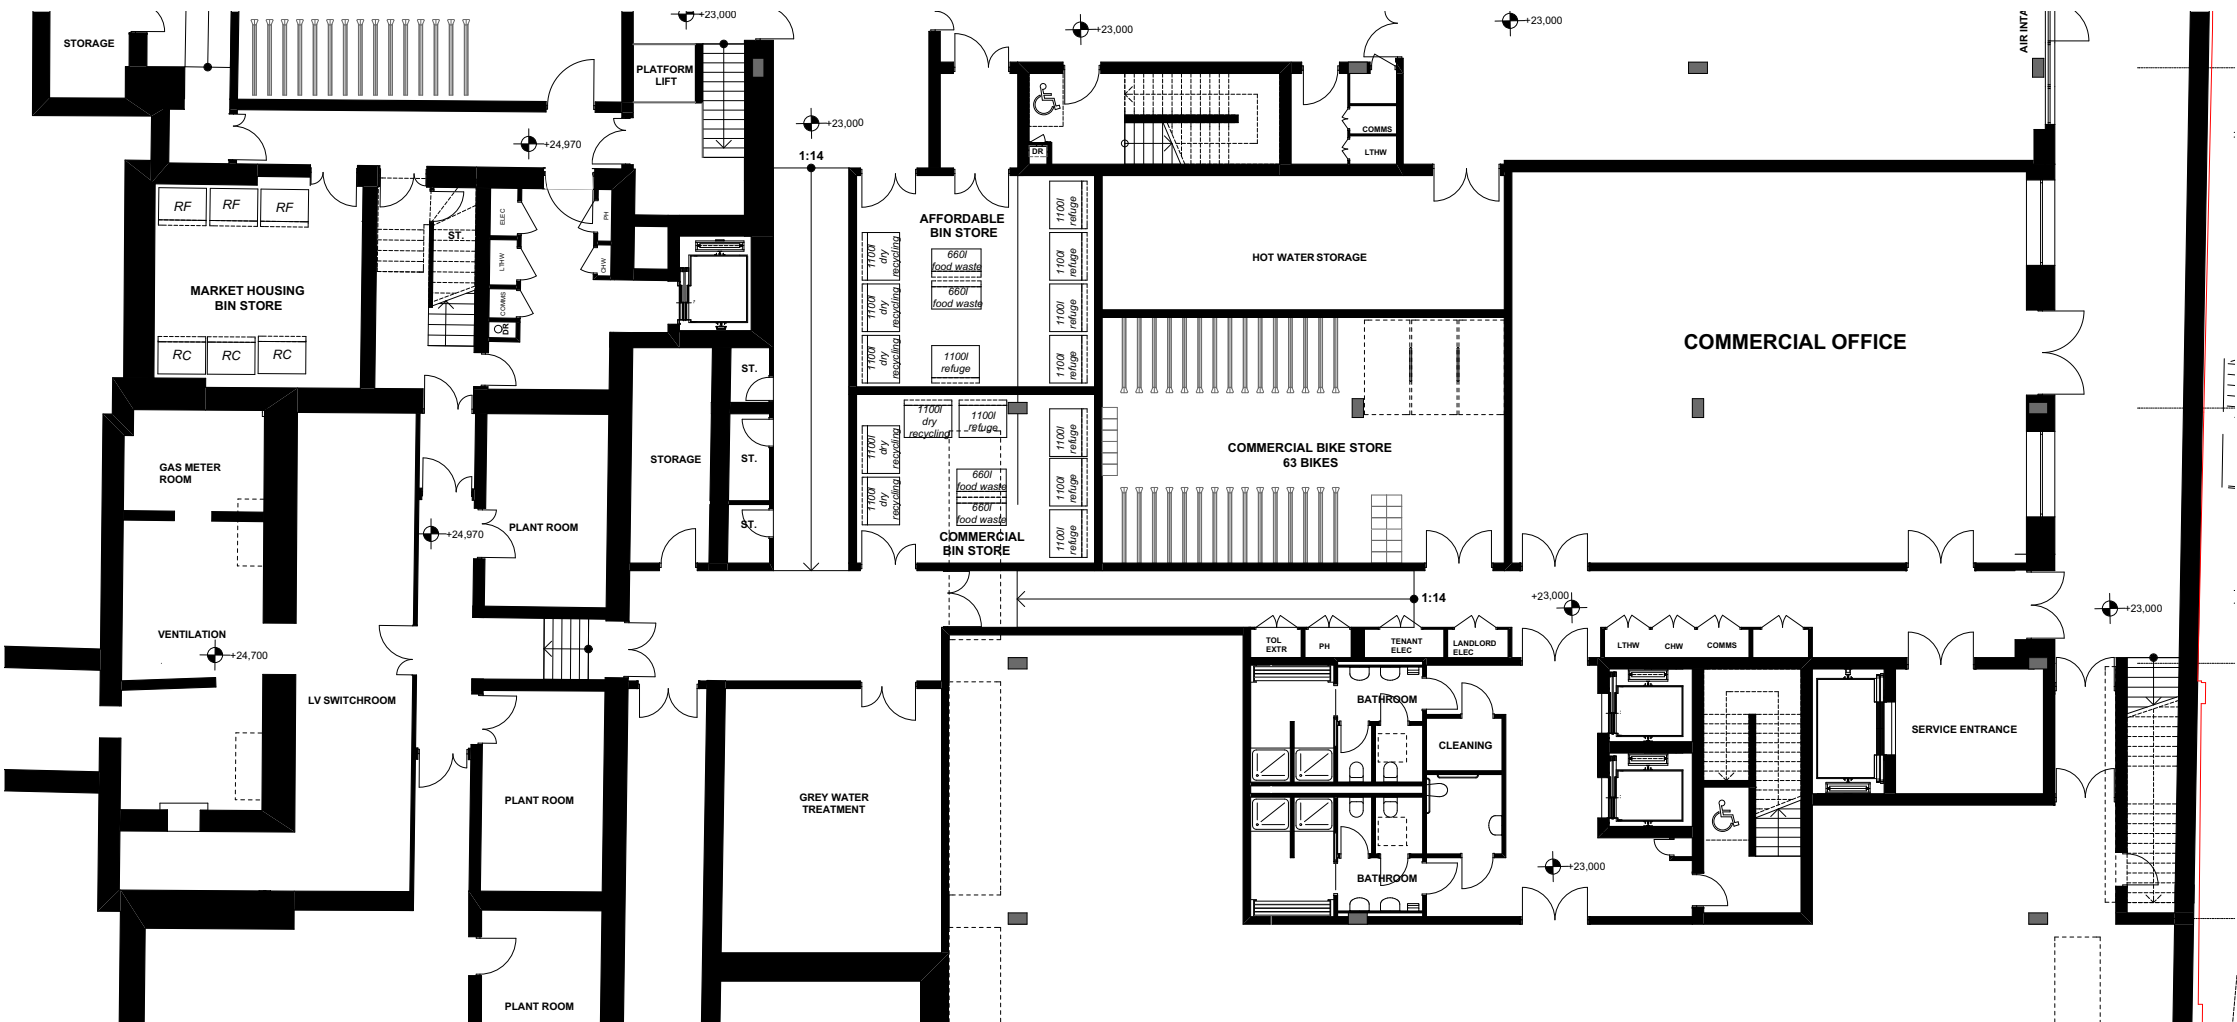 STORAGE
+23,000
+23,000
+23,000
AIR INTA
PLATFORM
LIFT
+23,000
+24,970
1:14
COMMS
LTHW
DR
RF
RF
RF
ST.
ELEC
LTHW
COMMS
DR
PH
CHW
MARKET HOUSING
BIN STORE
RC
RC
RC
AFFORDABLE
BIN STORE
1100l
dry
recycling
1100l
dry
recycling
1100l
dry
recycling
660l
food waste
660l
food waste
1100l
refuge
1100l
refuge
1100l
refuge
1100l
refuge
1100l
refuge
HOT WATER STORAGE
COMMERCIAL OFFICE
ST.
ST.
ST.
STORAGE
1100l
dry
recycling
1100l
refuge
1100l
dry
recycling
1100l
dry
recycling
660l
food waste
660l
food waste
1100l
refuge
1100l
refuge
1100l
refuge
COMMERCIAL
BIN STORE
COMMERCIAL BIKE STORE
63 BIKES
GAS METER
ROOM
+24,970
PLANT ROOM
VENTILATION
+24,700
LV SWITCHROOM
1:14
+23,000
+23,000
TOL
EXTR
PH
TENANT
ELEC
LANDLORD
ELEC
LTHW
CHW
COMMS
BATHROOM
CLEANING
SERVICE ENTRANCE
PLANT ROOM
GREY WATER
TREATMENT
BATHROOM
+23,000
PLANT ROOM